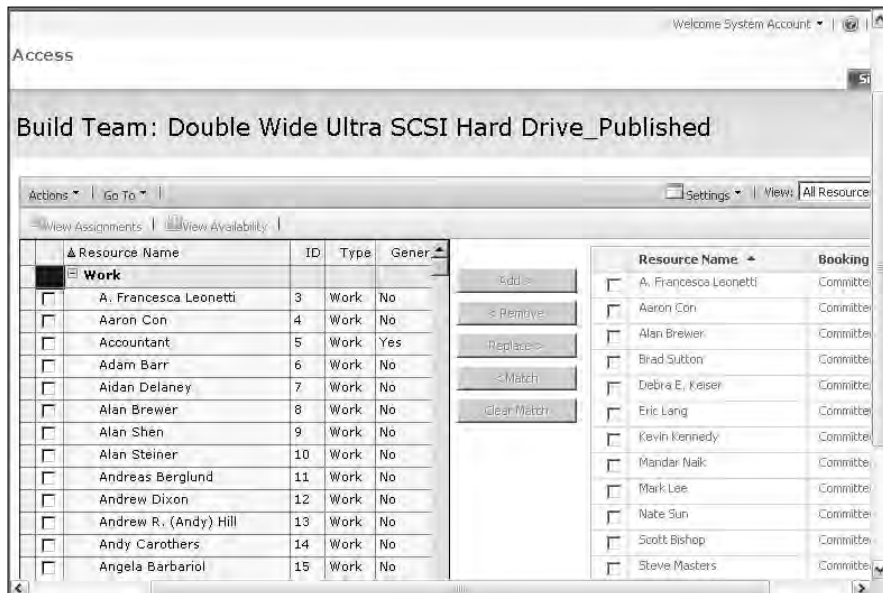 Welcome System Account
Access
Si
Build Team: Double Wide Ultra SCSI Hard Drive_Published
Actions | Go To | Settings | View: All Resource
View Assignments | View Availability |
Resource Name ID Type Gener
Work
A. Francesca Leonetti 3 Work No
Aaron Con 4 Work No
Accountant 5 Work Yes
Adam Barr 6 Work No
Aidan Delaney 7 Work No
Alan Brewer 8 Work No
Alan Shen 9 Work No
Alan Steiner 10 Work No
Andreas Berglund 11 Work No
Andrew Dixon 12 Work No
Andrew R. (Andy) Hill 13 Work No
Andy Carothers 14 Work No
Angela Barbariol 15 Work No
Add >
< Remove
Replace >
<Match
Clear Match
Resource Name Booking
A. Francesca Leonetti Committe
Aaron Con Committe
Alan Brewer Committe
Brad Sutton Committe
Debra E. Keiser Committe
Eric Lang Committe
Kevin Kennedy Committe
Mandar Naik Committe
Mark Lee Committe
Nate Sun Committe
Scott Bishop Committe
Steve Masters Committe